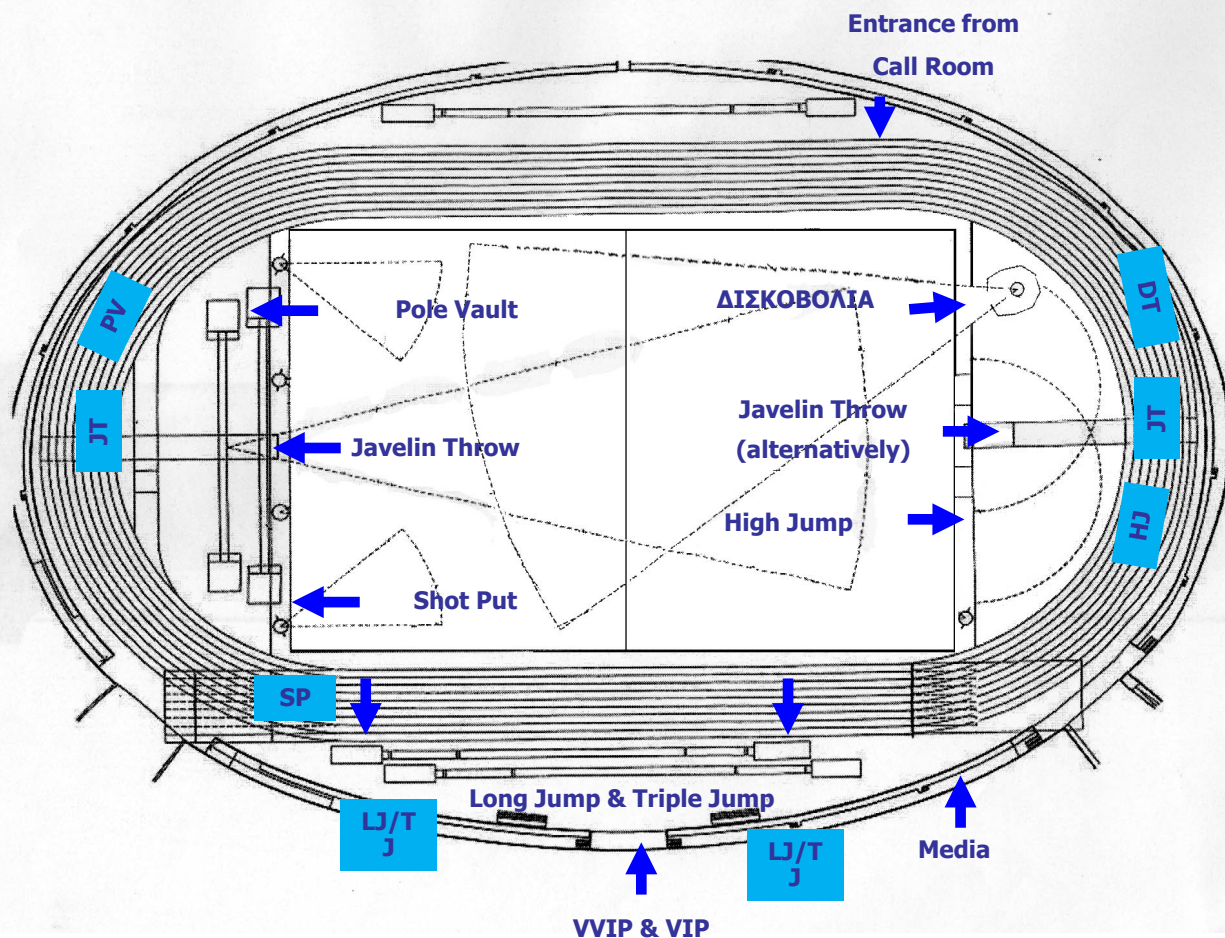 Entrance from
Call Room
PV
Pole Vault
ΔΙΣΚΟΒΟΛΙΑ
DT
JT
Javelin Throw
Javelin Throw
(alternatively)
JT
High Jump
HJ
Shot Put
SP
Long Jump & Triple Jump
LJ/T
J
LJ/T
J
Media
VVIP & VIP